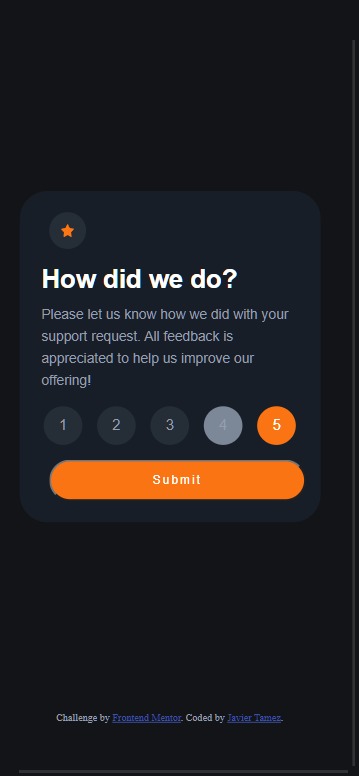 How did we do?
Please let us know how we did with your
support request. All feedback is
appreciated to help us improve our
offering!
1 2 3 4 5
Submit
Challenge by Frontend Mentor. Coded by Javier Tamez.